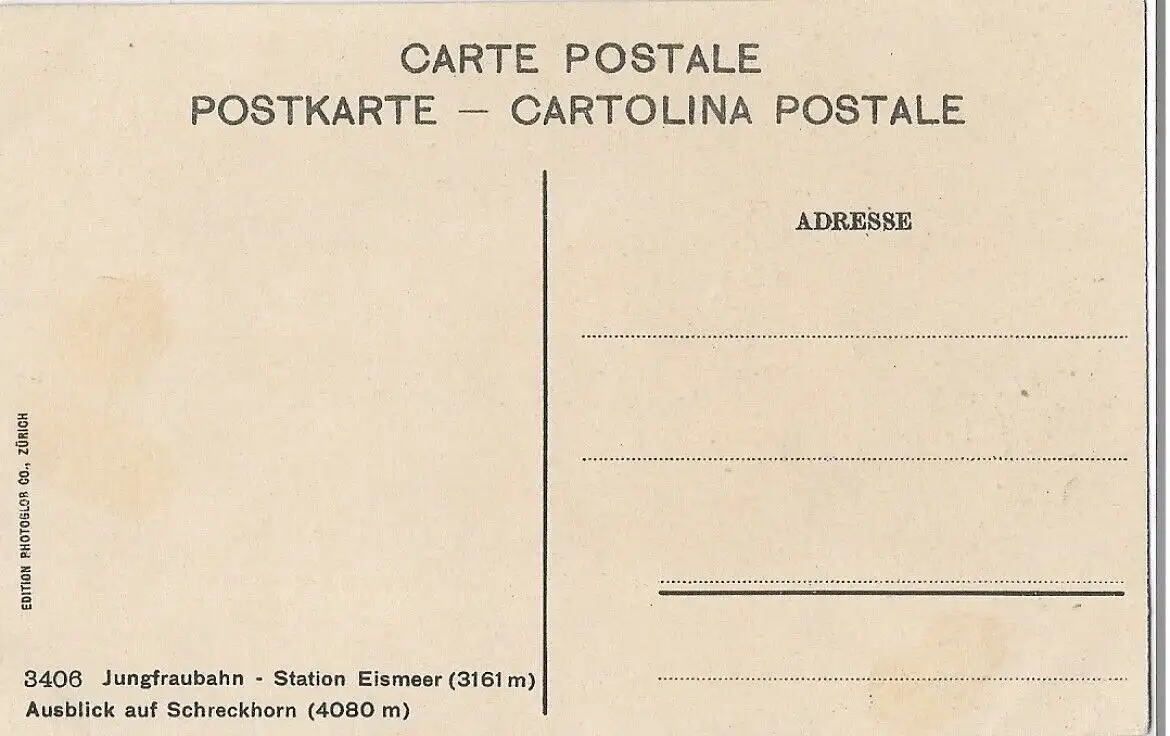 CARTE POSTALE
POSTKARTE — CARTOLINA POSTALE
ADRESSE
EDITION PHOTOGLOB CO., ZÜRICH
3406 Jungfraubahn - Station Eismeer (3161 m)
Ausblick auf Schreckhorn (4080 m)